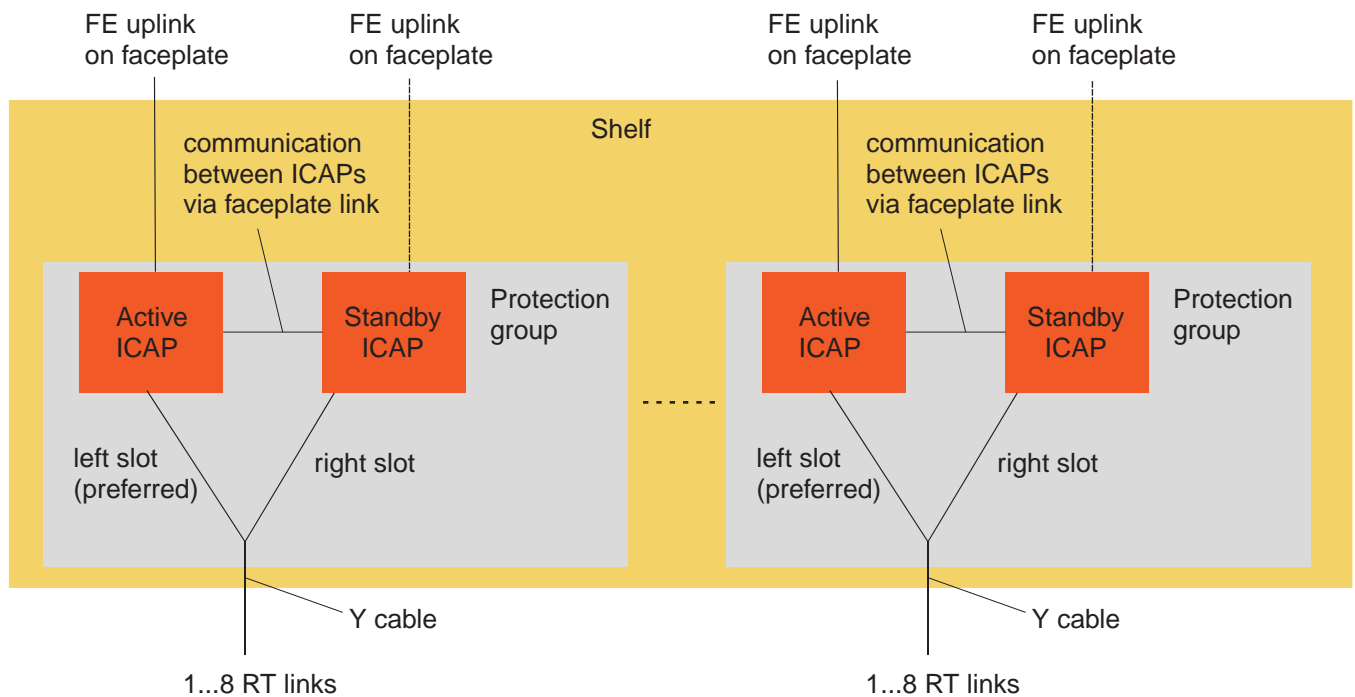 FE uplink
on faceplate
FE uplink
on faceplate
FE uplink
on faceplate
FE uplink
on faceplate
Shelf
communication
between ICAPs
via faceplate link
communication
between ICAPs
via faceplate link
Active
ICAP
Standby
ICAP
Protection
group
Active
ICAP
Standby
ICAP
Protection
group
left slot
(preferred)
right slot
left slot
(preferred)
right slot
Y cable
Y cable
1...8 RT links
1...8 RT links